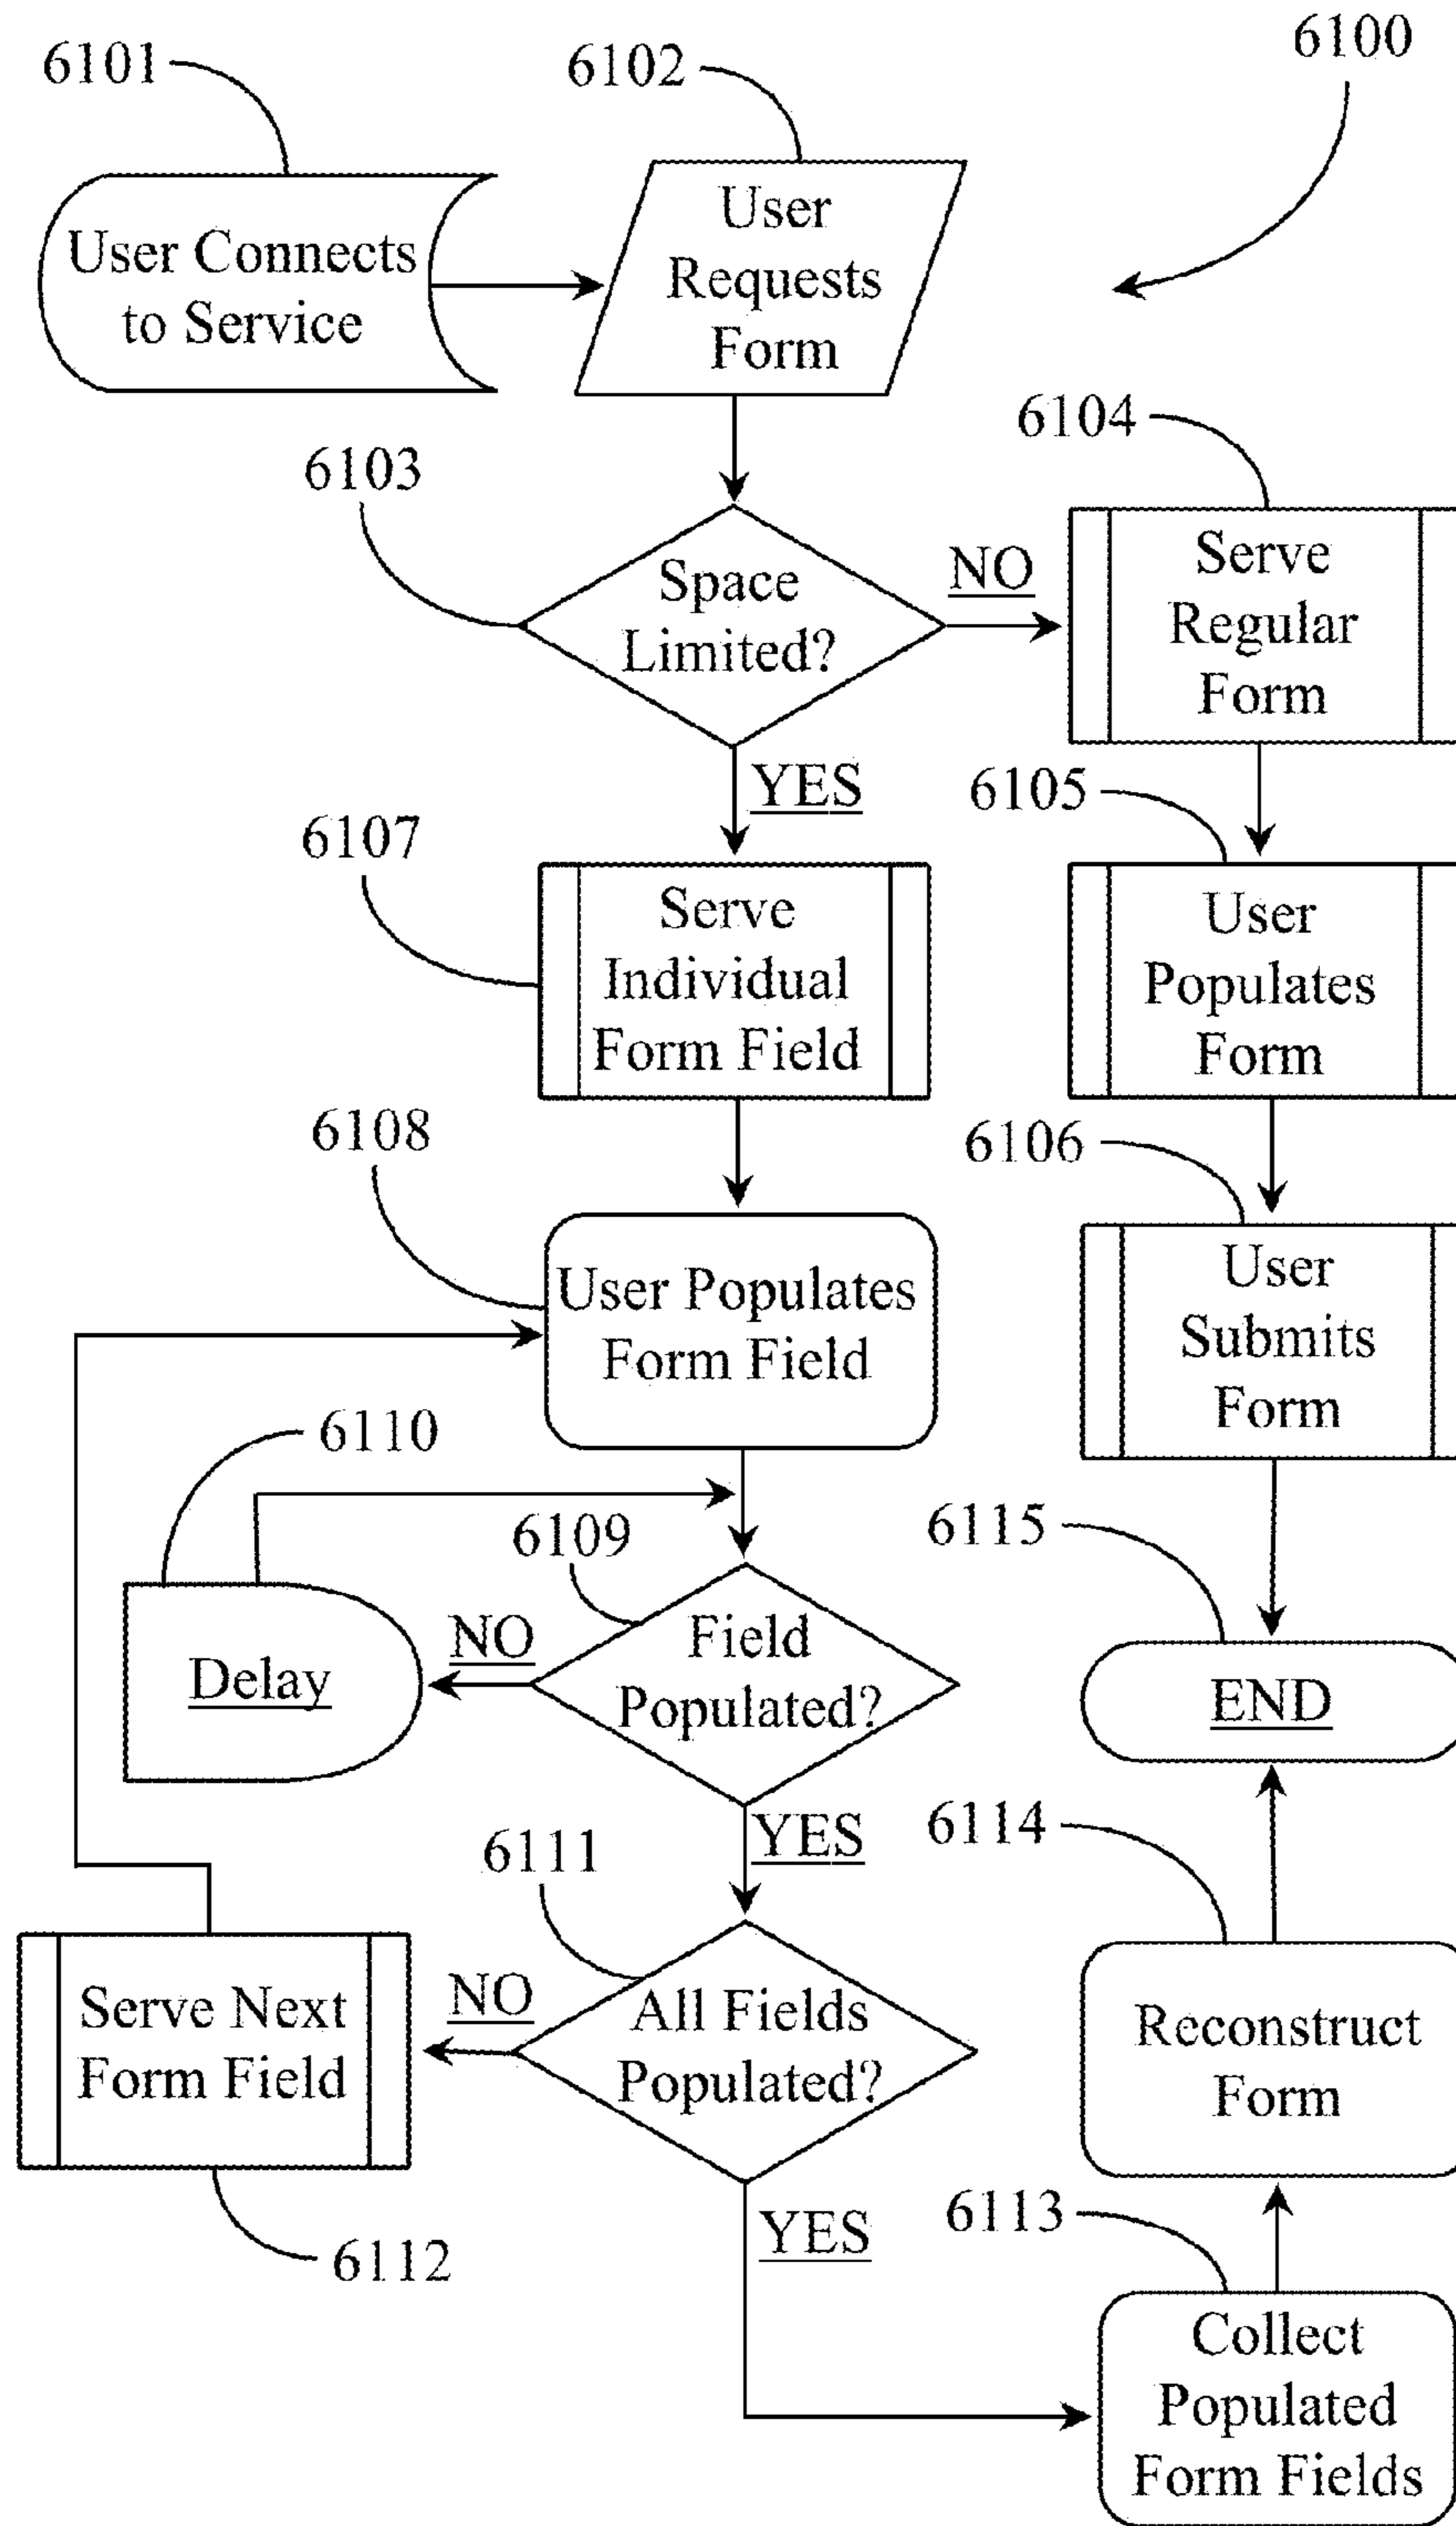 6100
6101
6102
User Connects
to Service
User
Requests
Form
6103
6104
Space
Limited?
NO
Serve
Regular
Form
YES
6105
6107
Serve
Individual
Form Field
User
Populates
Form
6108
6106
User Populates
Form Field
User
Submits
Form
6110
6109
6115
Delay
NO
Field
Populated?
END
YES
6111
6114
Serve Next
Form Field
NO
All Fields
Populated?
Reconstruct
Form
6112
YES
6113
Collect
Populated
Form Fields